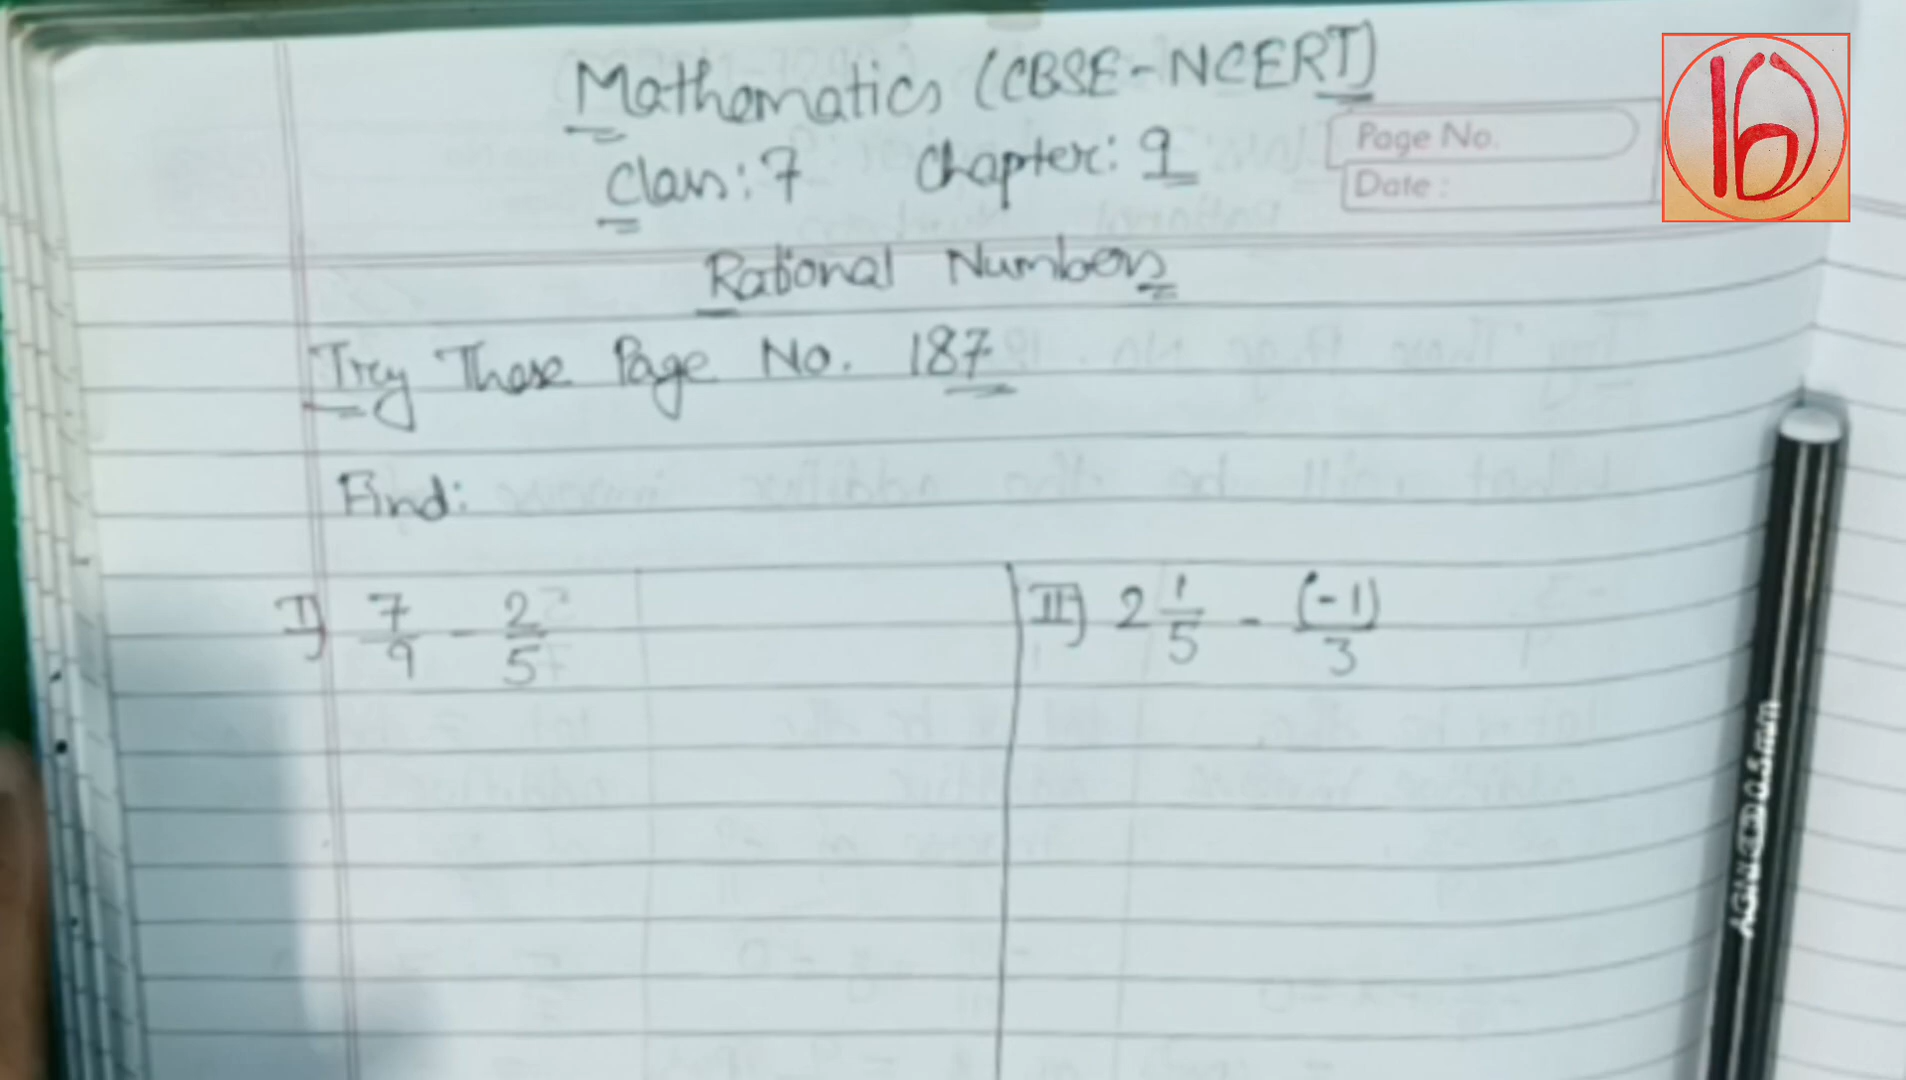 Mathematics (CBSE-NCERT)
Class: 7 Chapter: 9
Page No.
Date :
Rational Numbers
Try These Page No. 187
Find:
I) 7/9 - 2/5
II) 2 1/5 - (-1)/3